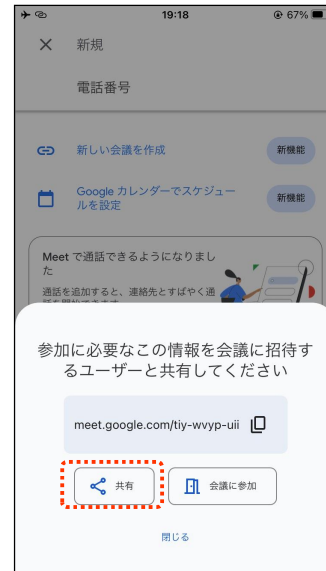 19:18
67%
新規
電話番号
新しい会議を作成
新機能
Google カレンダーでスケジュー
ルを設定
新機能
Meet で通話できるようになりまし
た
通話を追加すると、連絡先とすばやく通
参加に必要なこの情報を会議に招待す
るユーザーと共有してください
meet.google.com/tiy-wvyp-uii
共有
会議に参加
閉じる